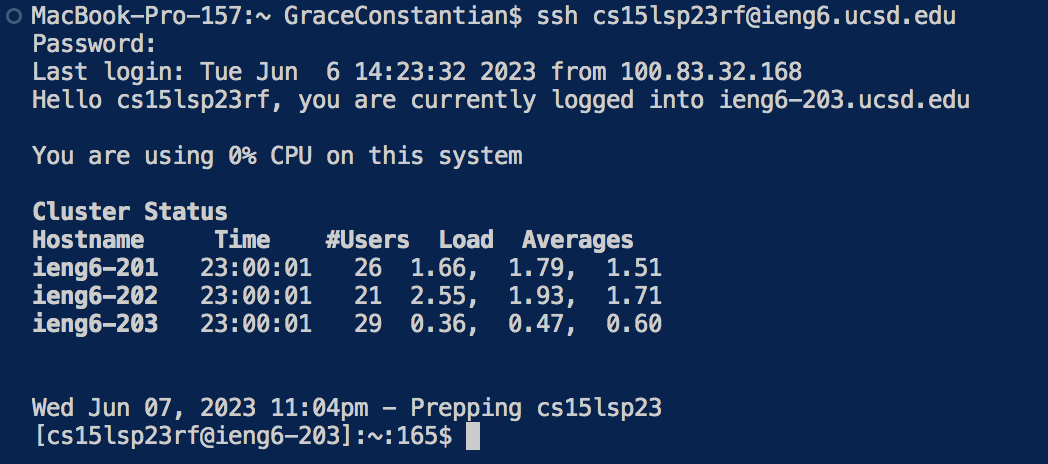 MacBook-Pro-157:~ GraceConstantian$ ssh cs15lsp23rf@ieng6.ucsd.edu
Password:
Last login: Tue Jun  6 14:23:32 2023 from 100.83.32.168
Hello cs15lsp23rf, you are currently logged into ieng6-203.ucsd.edu
You are using 0% CPU on this system
Cluster Status
Hostname     Time    #Users  Load  Averages
ieng6-201   23:00:01   26  1.66,  1.79,  1.51
ieng6-202   23:00:01   21  2.55,  1.93,  1.71
ieng6-203   23:00:01   29  0.36,  0.47,  0.60
Wed Jun 07, 2023 11:04pm - Prepping cs15lsp23
[cs15lsp23rf@ieng6-203]:~:165$